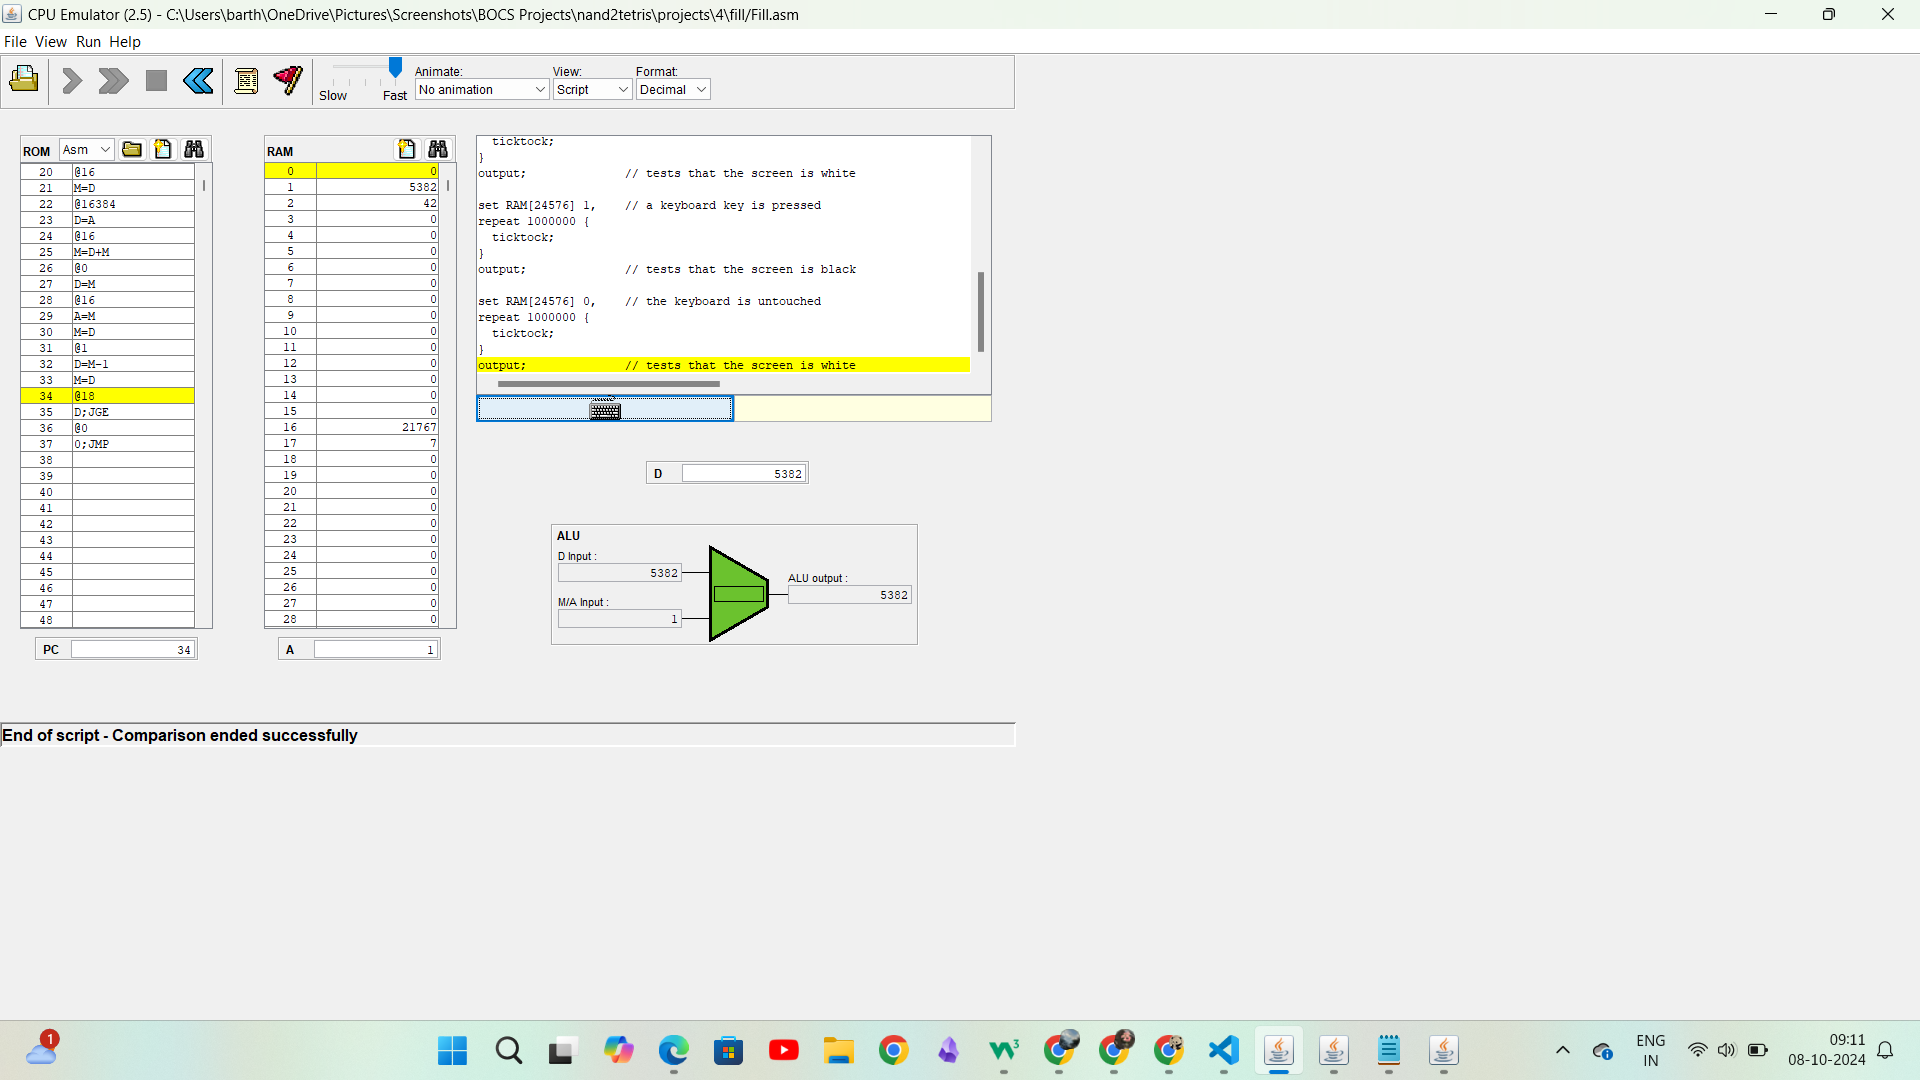 CPU Emulator (2.5) - C:\Users\barth\OneDrive\Pictures\Screenshots\BOCS Projects\nand2tetris\projects\4\fill/Fill.asm
File View Run Help
Slow Fast
Animate:
No animation
View:
Script
Format:
Decimal
ROM Asm
20 @16
21 M=D
22 @16384
23 D=A
24 @16
25 M=D+M
26 @0
27 D=M
28 @16
29 A=M
30 M=D
31 @1
32 D=M-1
33 M=D
34 @18
35 D;JGE
36 @0
37 0;JMP
38
39
40
41
42
43
44
45
46
47
48
PC 34
RAM
0 0
1 5382
2 42
3 0
4 0
5 0
6 0
7 0
8 0
9 0
10 0
11 0
12 0
13 0
14 0
15 0
16 21767
17 7
18 0
19 0
20 0
21 0
22 0
23 0
24 0
25 0
26 0
27 0
28 0
A 1
ticktock;
}
output; // tests that the screen is white
set RAM[24576] 1, // a keyboard key is pressed
repeat 1000000 {
ticktock;
}
output; // tests that the screen is black
set RAM[24576] 0, // the keyboard is untouched
repeat 1000000 {
ticktock;
}
output; // tests that the screen is white
D 5382
ALU
D Input :
5382
M/A Input :
1
ALU output :
5382
End of script - Comparison ended successfully
1
3
ENG
IN
09:11
08-10-2024